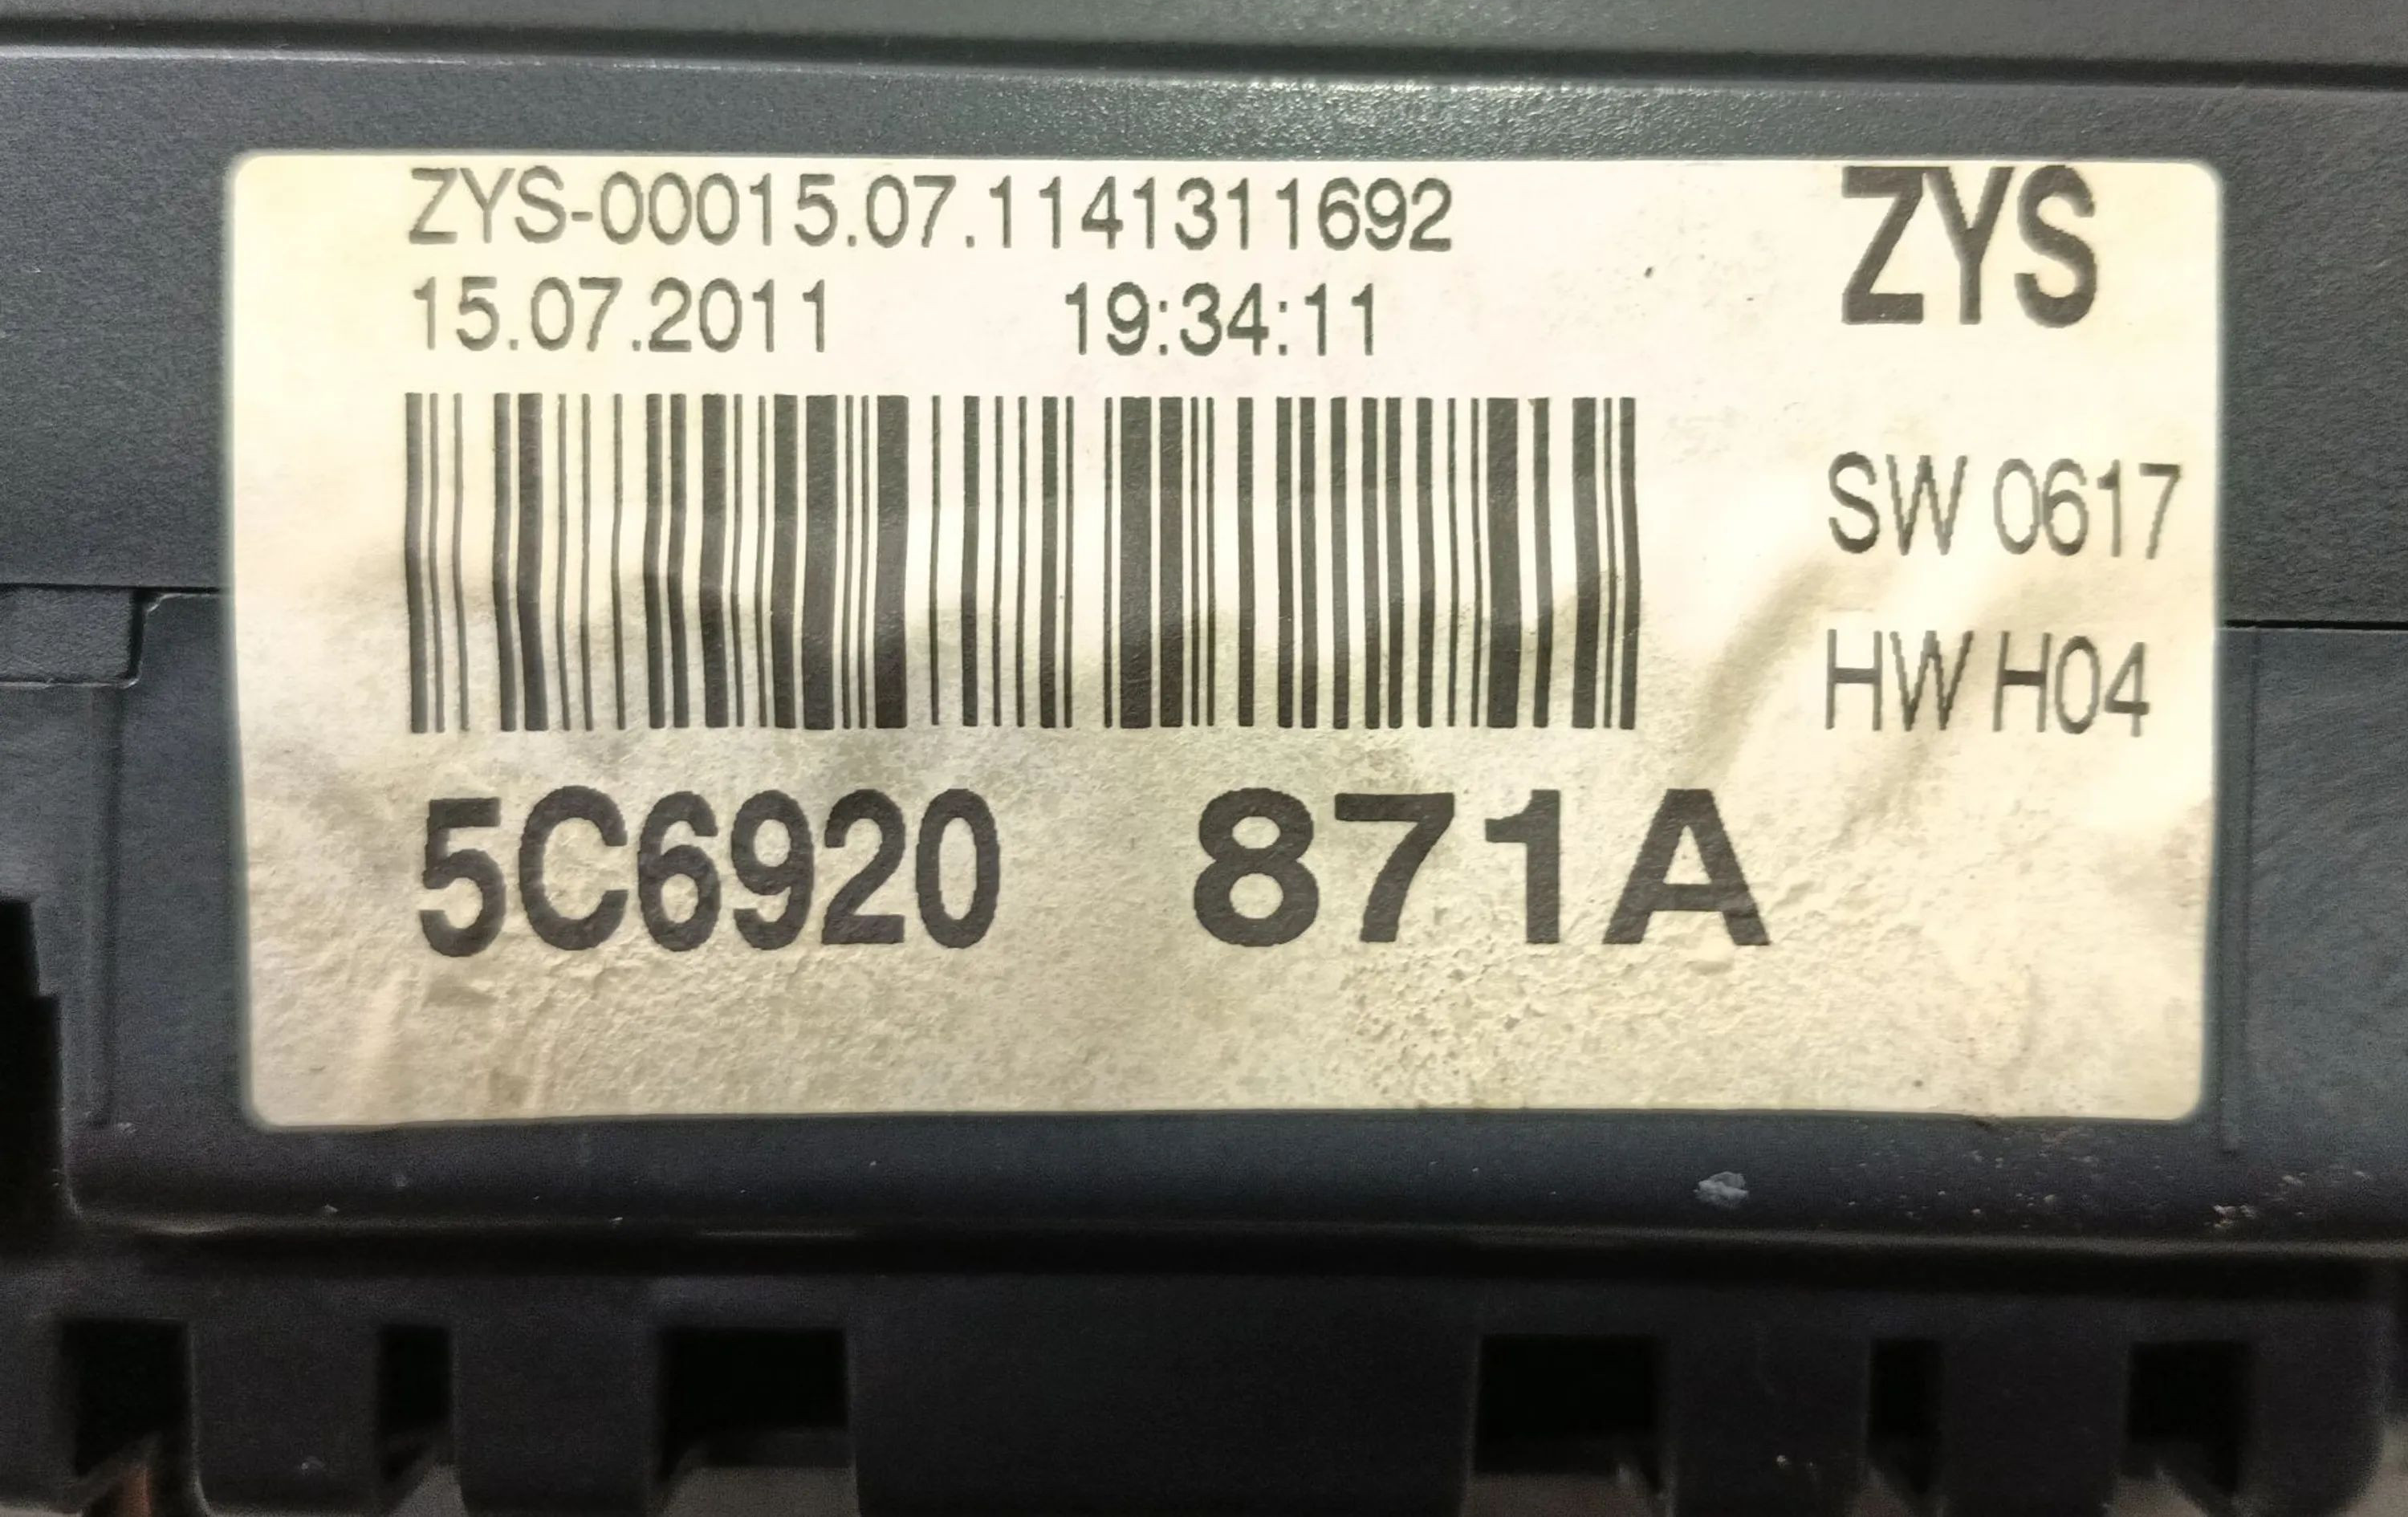 ZYS-00015.07.1141311692
ZYS
15.07.2011 19:34:11
SW 0617
HW H04
5C6920 871A